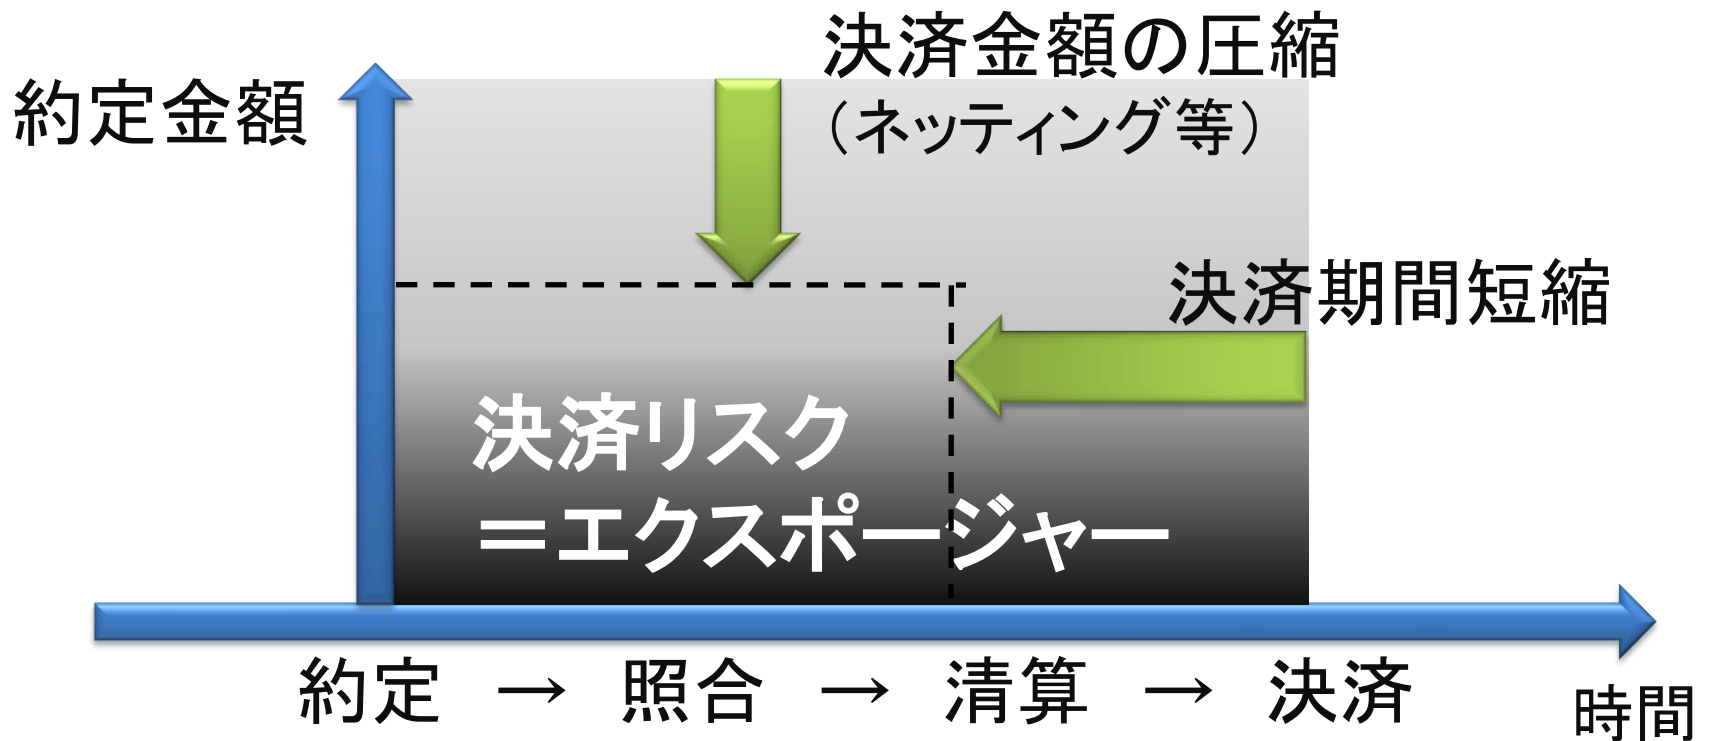 決済金額の圧縮
（ネッティング等）
約定金額
決済期間短縮
決済リスク
＝エクスポージャー
約定 → 照合 → 清算 → 決済
時間